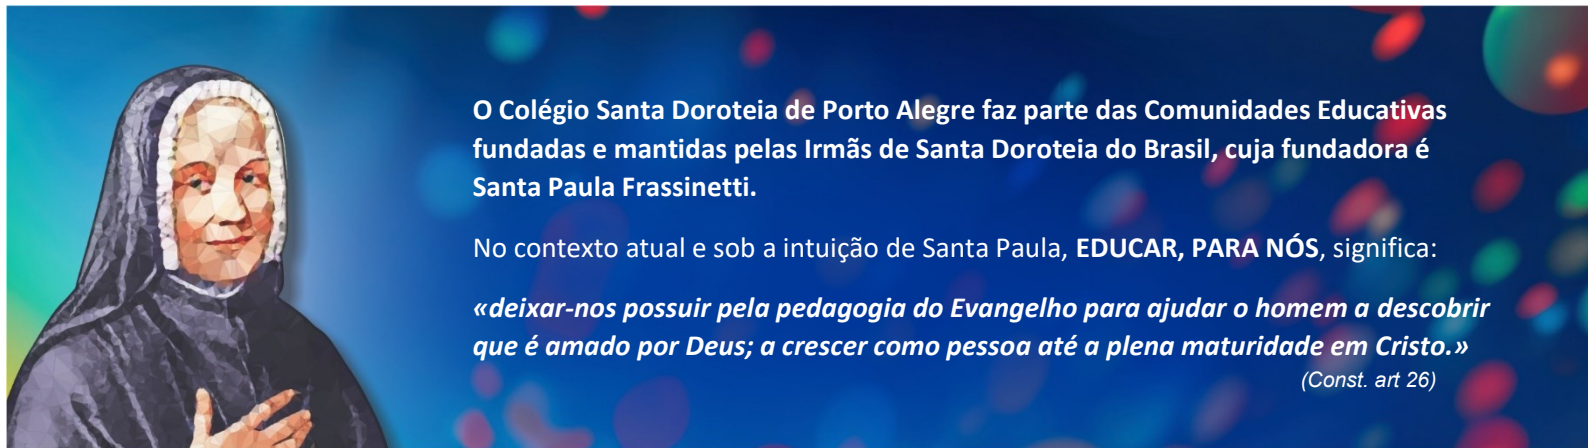 O Colégio Santa Doroteia de Porto Alegre faz parte das Comunidades Educativas
fundadas e mantidas pelas Irmãs de Santa Doroteia do Brasil, cuja fundadora é
Santa Paula Frassinetti.
No contexto atual e sob a intuição de Santa Paula, EDUCAR, PARA NÓS, significa:
«deixar-nos possuir pela pedagogia do Evangelho para ajudar o homem a descobrir
que é amado por Deus; a crescer como pessoa até a plena maturidade em Cristo.»
(Const. art 26)